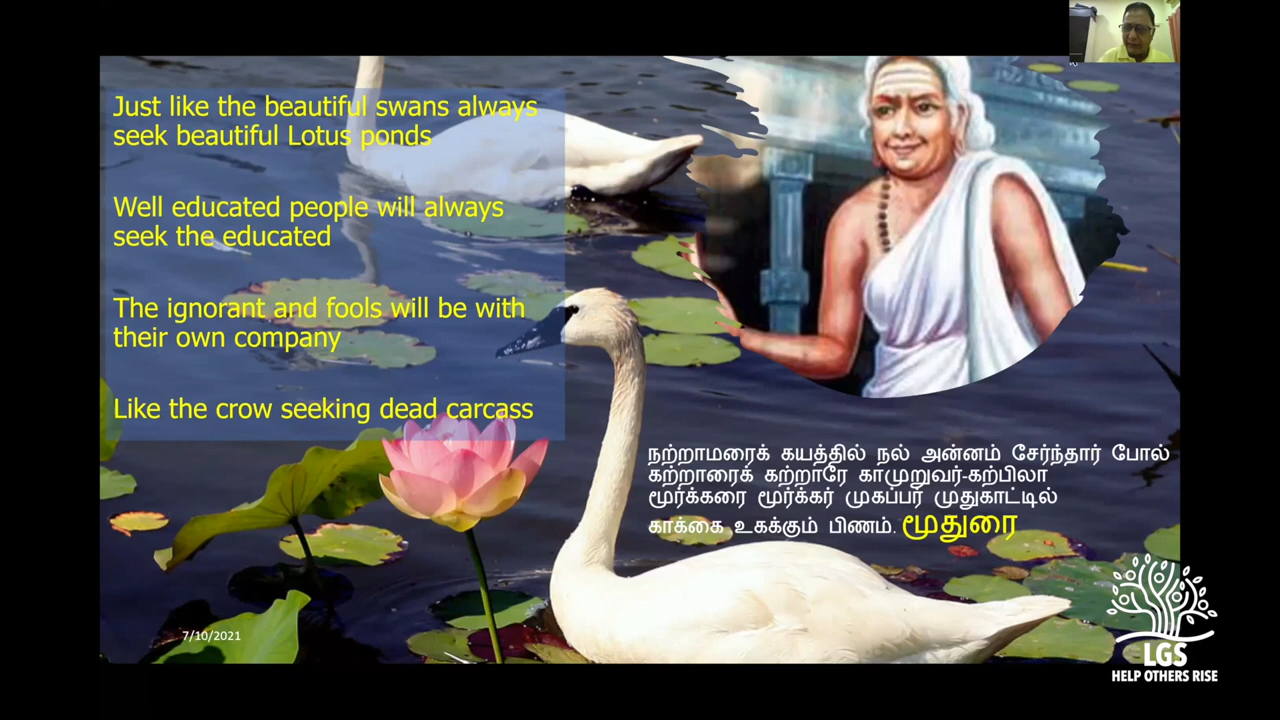 Just like the beautiful swans always
seek beautiful Lotus ponds
Well educated people will always
seek the educated
The ignorant and fools will be with
their own company
Like the crow seeking dead carcass
நற்றாமரைக் கயத்தில் நல் அன்னம் சேர்ந்தார் போல்
கற்றாரைக் கற்றாரே காமுறுவர்-கற்பிலா
மூர்க்கரை மூர்க்கர் முகப்பர் முதுகாட்டில்
காக்கை உகக்கும் பிணம். மூதுரை
7/10/2021
LGS
HELP OTHERS RISE